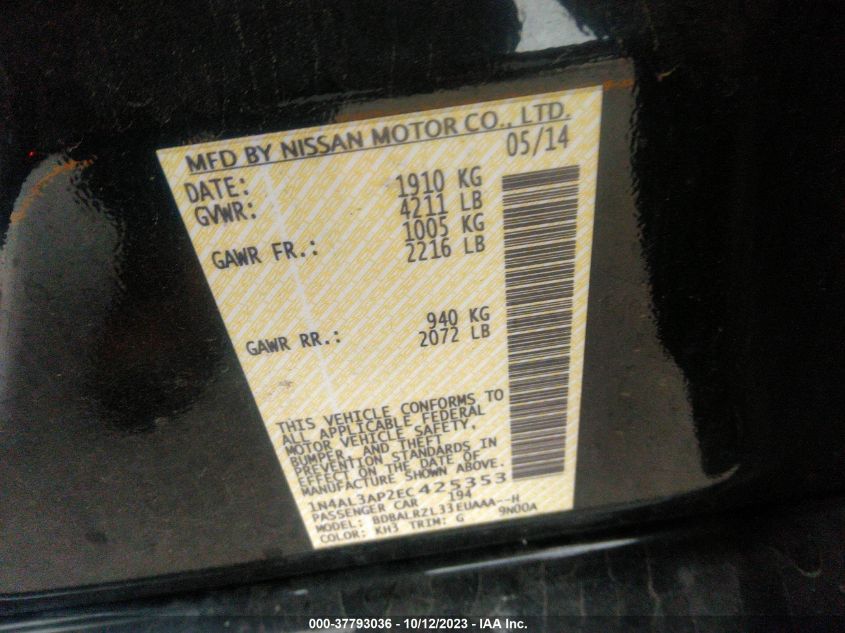 MFD BY NISSAN MOTOR CO., LTD.
DATE: 05/14
GVWR: 1910 KG
4211 LB
GAWR FR.: 1005 KG
2216 LB
GAWR RR.: 940 KG
2072 LB
THIS VEHICLE CONFORMS TO
ALL APPLICABLE FEDERAL
MOTOR VEHICLE SAFETY,
BUMPER, AND THEFT
PREVENTION STANDARDS IN
EFFECT ON THE DATE OF
MANUFACTURE SHOWN ABOVE.
1N4AL3AP2EC425353
PASSENGER CAR 194
MODEL: BDBALRZL33EUAAA--H
COLOR: KH3 TRIM: G 9N00A
000-37793036 - 10/12/2023 - IAA Inc.